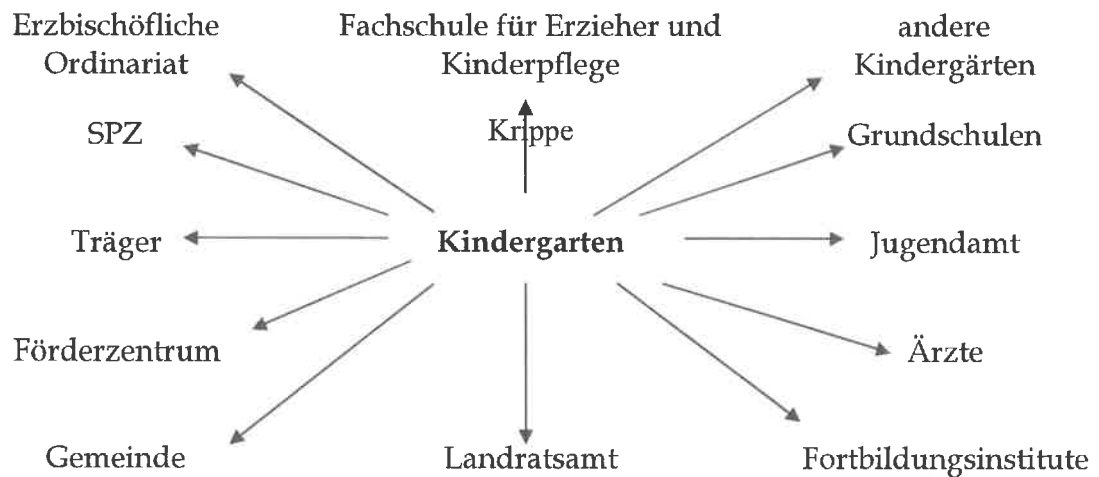 Erzbischöfliche
Ordinariat
Fachschule für Erzieher und
Kinderpflege
andere
Kindergärten
SPZ
Krippe
Grundschulen
Träger
Kindergarten
Jugendamt
Förderzentrum
Ärzte
Gemeinde
Landratsamt
Fortbildungsinstitute